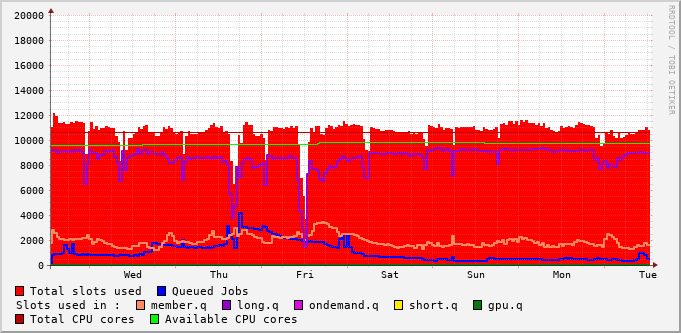 20000
18000
16000
14000
12000
10000
8000
6000
4000
2000
0
Wed Thu Fri Sat Sun Mon Tue
Total slots used Queued Jobs
Slots used in : member.q long.q ondemand.q short.q gpu.q
Total CPU cores Available CPU cores
RRDTOOL / TOBI OETIKER